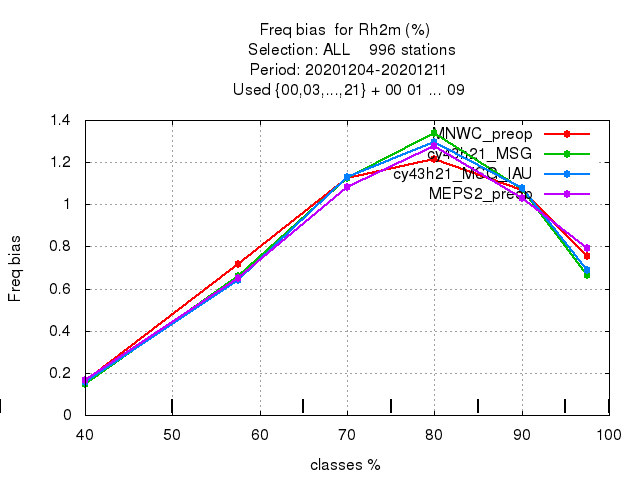 Freq bias  for Rh2m (%)
Selection: ALL    996 stations
Period: 20201204-20201211
Used {00,03,...,21} + 00 01 ... 09
1.4
1.2
1
0.8
0.6
0.4
0.2
0
Freq bias
MNWC_preop
cy43h21_MSG
cy43h21_MSG_IAU
MEPS2_preop
40
50
60
70
80
90
100
classes %